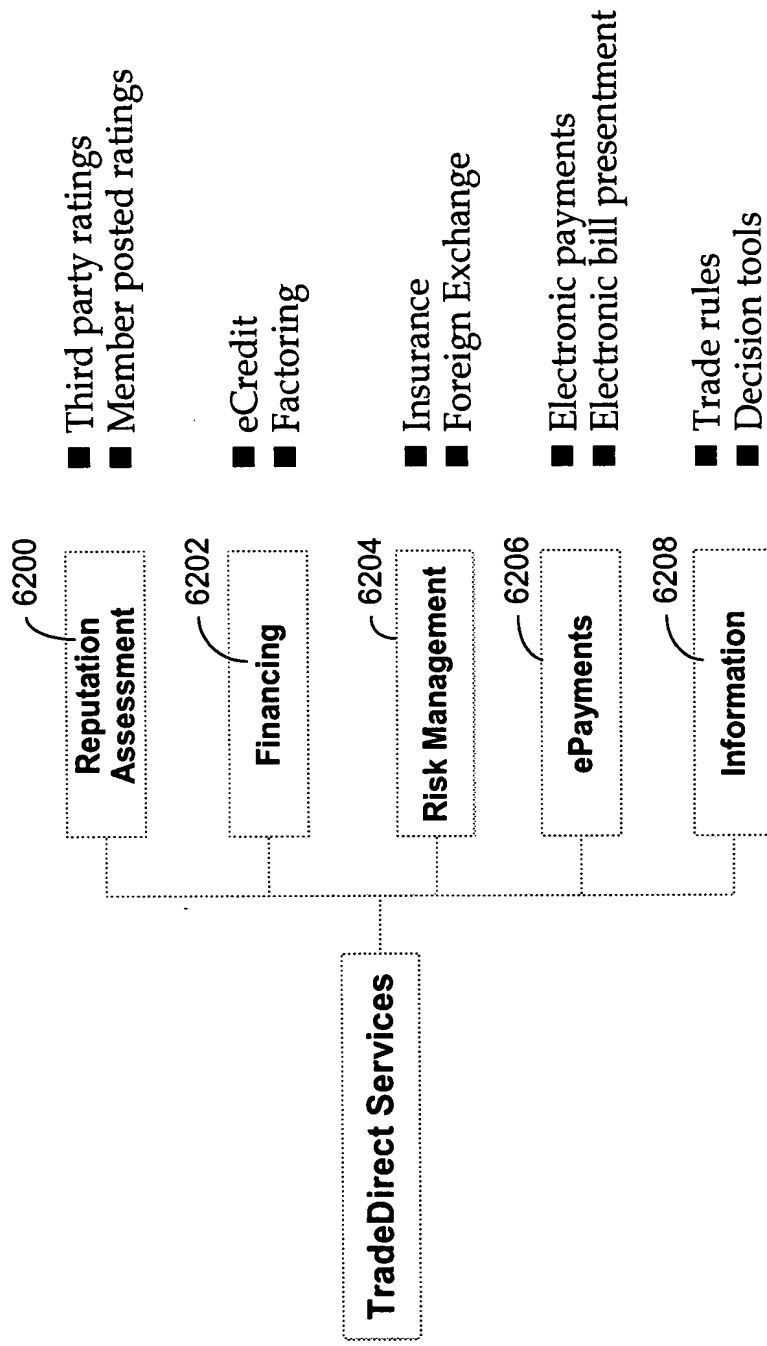 TradeDirect Services
6200
Reputation
Assessment
■ Third party ratings
■ Member posted ratings
6202
Financing
■ eCredit
■ Factoring
6204
Risk Management
■ Insurance
■ Foreign Exchange
6206
ePayments
■ Electronic payments
■ Electronic bill presentment
6208
Information
■ Trade rules
■ Decision tools